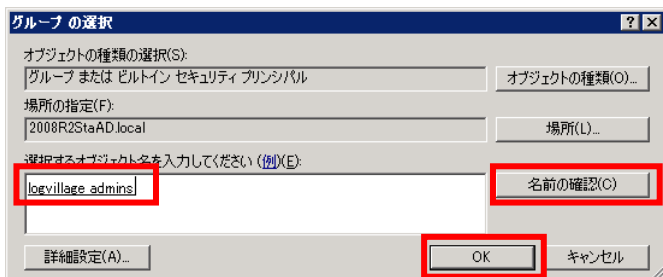 グループ の選択
オブジェクトの種類の選択(S):
グループ または ビルトイン セキュリティ プリンシパル
オブジェクトの種類(O)...
場所の指定(F):
2008R2StaAD.local
場所(L)...
選択するオブジェクト名を入力してください (例)(E):
logvillage admins
名前の確認(C)
詳細設定(A)...
OK
キャンセル